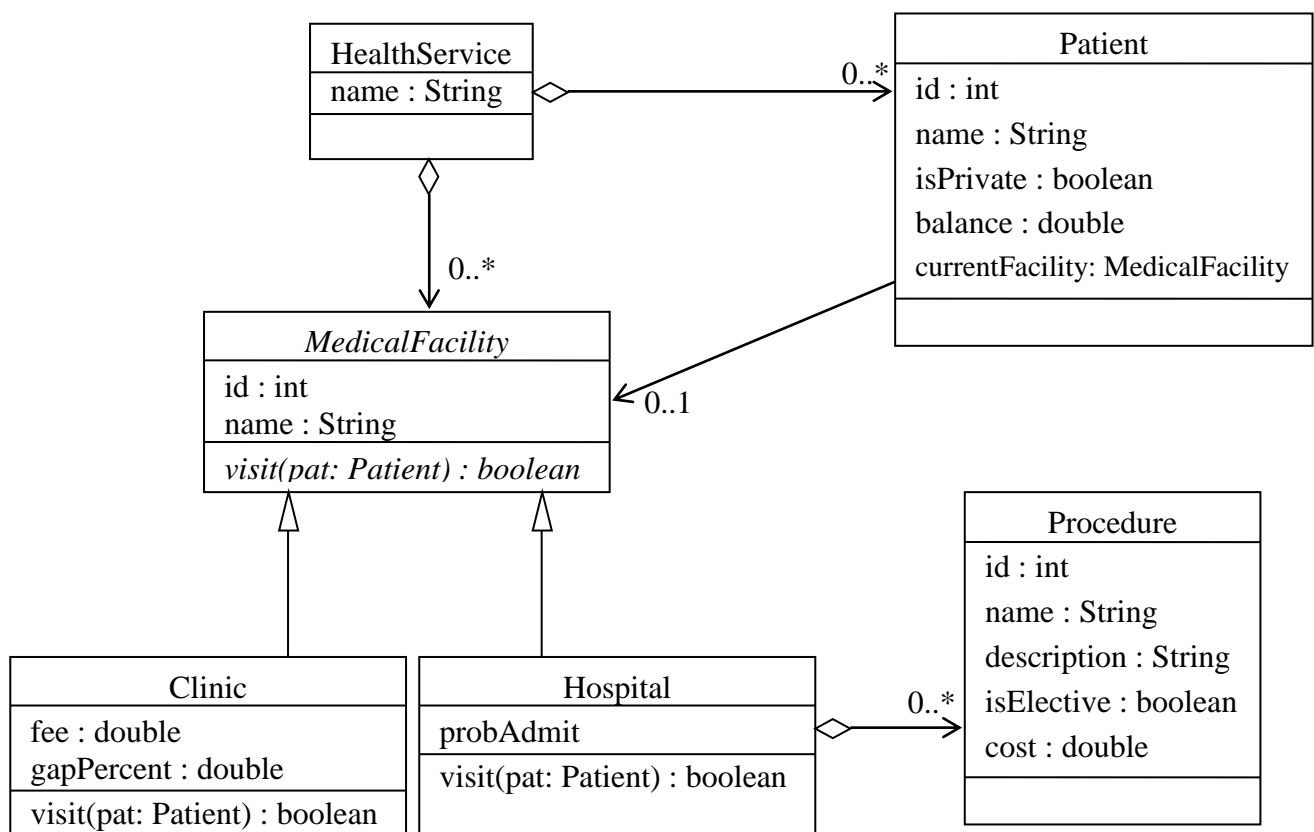 HealthService
name : String
0..*
Patient
id : int
name : String
isPrivate : boolean
balance : double
currentFacility: MedicalFacility
0..*
MedicalFacility
id : int
name : String
visit(pat: Patient) : boolean
0..1
Clinic
fee : double
gapPercent : double
visit(pat: Patient) : boolean
Hospital
probAdmit
visit(pat: Patient) : boolean
0..*
Procedure
id : int
name : String
description : String
isElective : boolean
cost : double